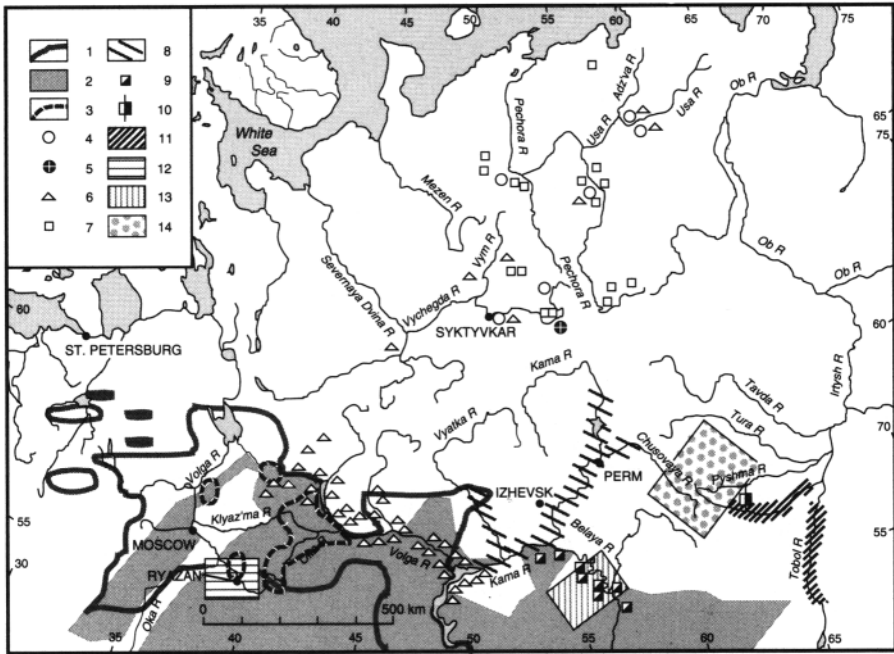 35 40 45 50 55 60 65 70 75
1 8
2 9
3 10
4 11
5 12
6 13
7 14
White Sea
Mezen R
Pechora R
Adz'va R
Usa R
Usa R
Ob R
65
75
Severnaya Dvina R
Vym R
Vychegda R
Pechora R
Ob R
Ob R
60
60
SYKTYVKAR
ST. PETERSBURG
Kama R
Irtysh R
Tavda R
Tura R
70
Vyatka R
Volga R
Chusovaya R
Pyshma R
IZHEVSK
PERM
Klyaz'ma R
55
MOSCOW
Belaya R
55
30
Volga R
Kama R
Tobol R
RYAZAN
Oka R
0 500 km
35 40 45 50 55 60 65